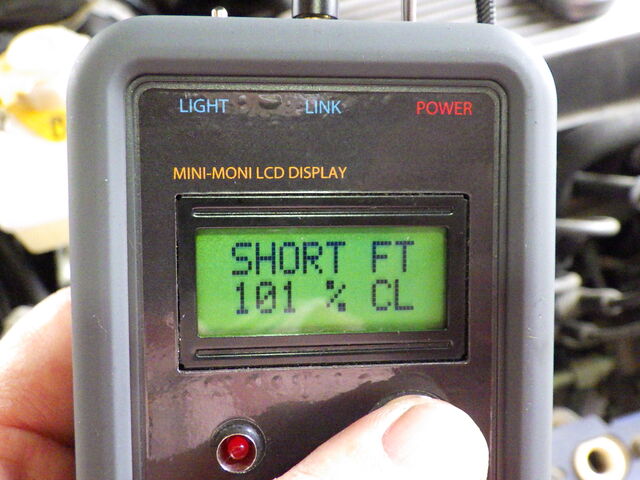 LIGHT LINK POWER
MINI-MONI LCD DISPLAY
SHORT FT
101 % CL